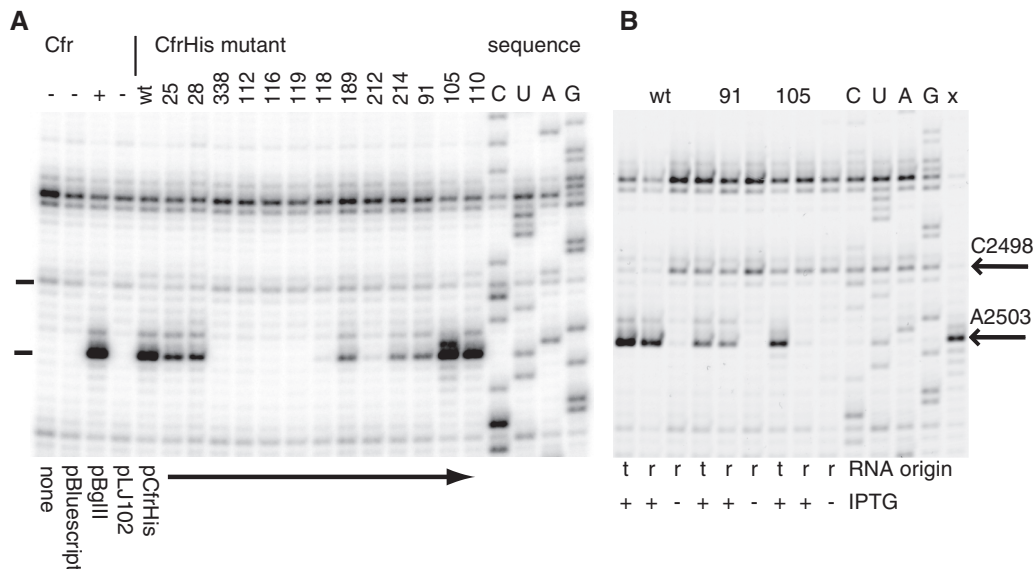 A
Cfr
CfrHis mutant
sequence
- - + - wt 25 28 338 112 116 119 118 189 212 214 91 105 110 C U A G
none
pBluescript
pBglII
pLJ102
pCfrHis
B
wt 91 105 C U A G x
C2498
A2503
t r r t r r t r r RNA origin
+ + - + + - + + - IPTG